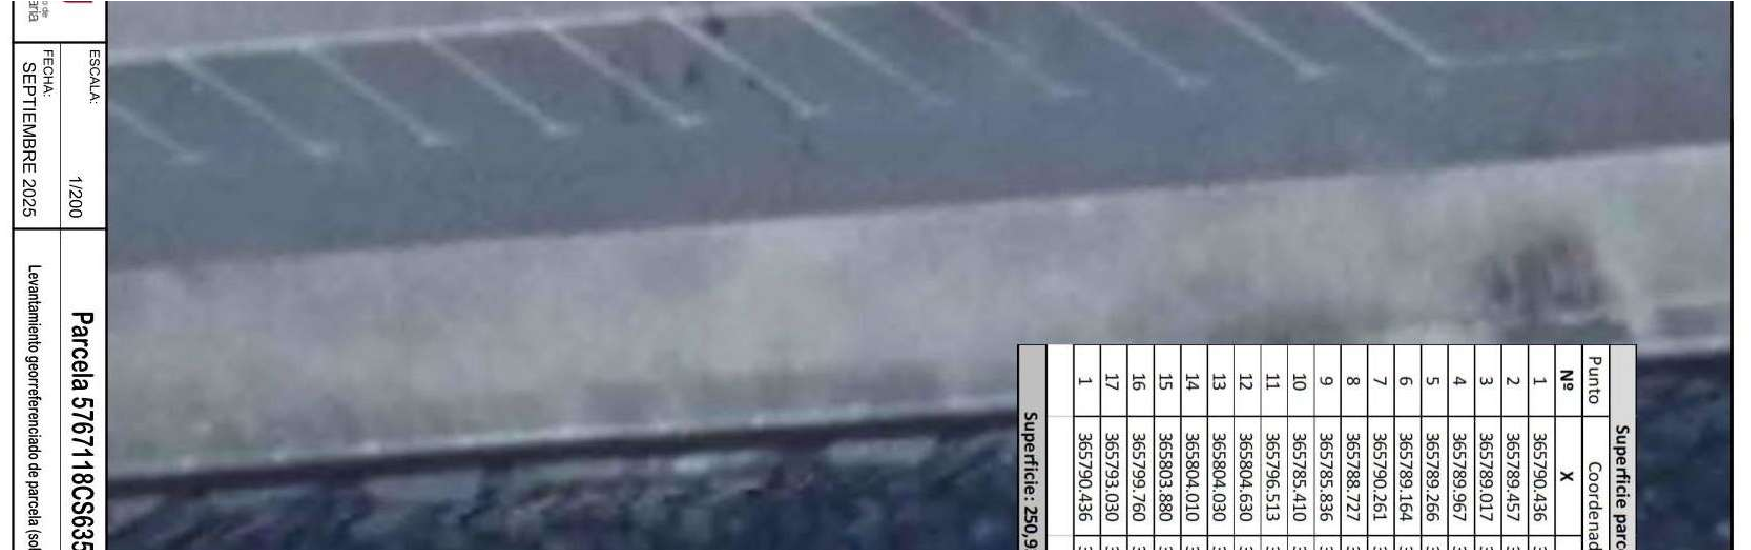 ESCALA:
1/200
FECHA:
SEPTIEMBRE 2025
Parcela 5767118CS635
Levantamiento georreferenciado de parcela (sol
Superficie parc
Punto Coordenad
Nº X
1 365790.436
2 365789.457
3 365789.017
4 365789.967
5 365789.266
6 365789.164
7 365790.261
8 365788.727
9 365785.836
10 365785.410
11 365796.513
12 365804.630
13 365804.030
14 365804.010
15 365803.880
16 365799.760
17 365793.030
1 365790.436
Superficie: 250,9